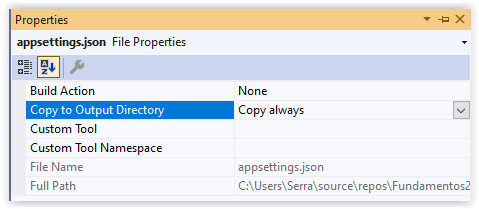 Properties
appsettings.json File Properties
Build Action None
Copy to Output Directory Copy always
Custom Tool
Custom Tool Namespace
File Name appsettings.json
Full Path C:\Users\Serra\source\repos\Fundamentos2